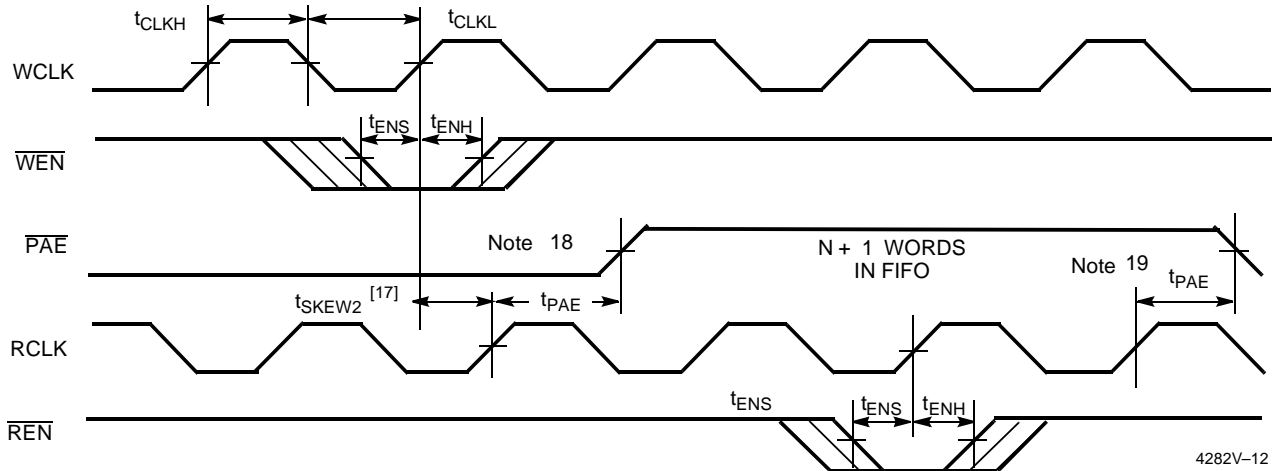 tCLKH tCLKL
WCLK
tENS tENH
WEN
PAE Note 18 N + 1 WORDS
IN FIFO Note 19 tPAE
tSKEW2 [17] tPAE
RCLK
tENS tENS tENH
REN
4282V–12